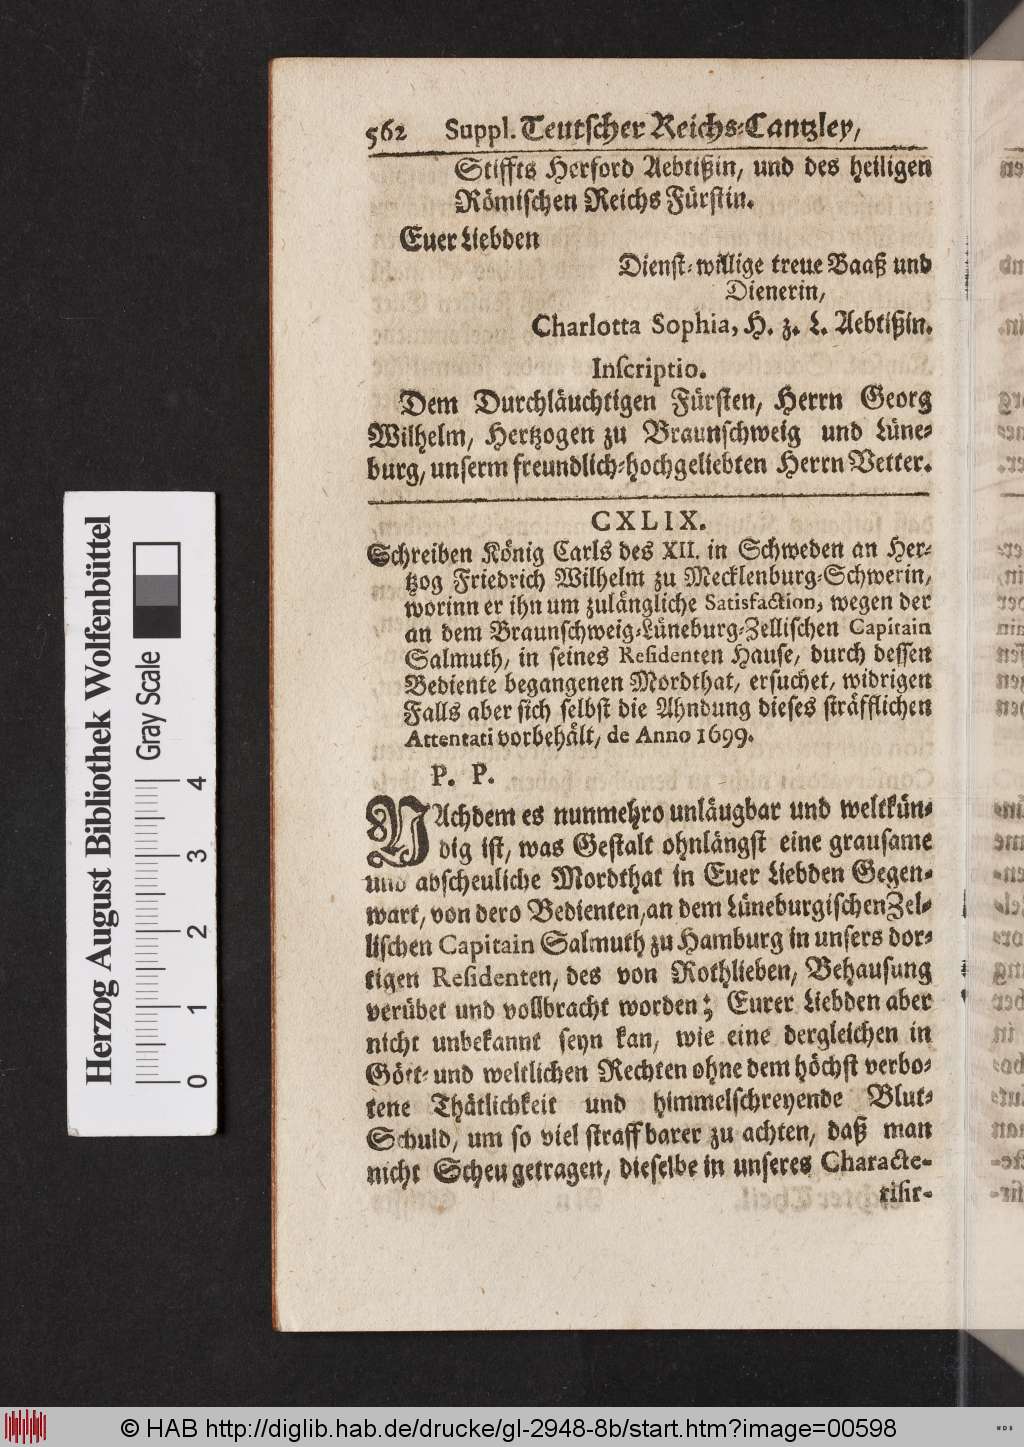 562 Suppl. Teutscher Reichs-Cantzley,
Stiffts Herford Aebtißin, und des heiligen
Römischen Reichs Fürstin.
Euer Liebden
Dienst-willige treue Baaß und
Dienerin,
Charlotta Sophia, H. z. L. Aebtißin.
Inscriptio.
Dem Durchläuchtigen Fürsten, Herrn Georg
Wilhelm, Hertzogen zu Braunschweig und Lüne-
burg, unserm freundlich-hochgeliebten Herrn Vetter.
CXLIX.
Schreiben König Carls des XII. in Schweden an Her-
tzog Friedrich Wilhelm zu Mecklenburg-Schwerin,
worinn er ihn um zulängliche Satisfaction, wegen der
an dem Braunschweig-Lüneburg-Zellischen Capitain
Salmuth, in seines Residenten Hause, durch dessen
Bediente begangenen Mordthat, ersuchet, widrigen
Falls aber sich selbst die Ahndung dieses sträfflichen
Attentati vorbehält, de Anno 1699.
P. P.
NAchdem es nunmehro unläugbar und weltkün-
dig ist, was Gestalt ohnlängst eine grausame
und abscheuliche Mordthat in Euer Liebden Gegen-
wart, von dero Bedienten, an dem Lüneburgischen Zel-
lischen Capitain Salmuth zu Hamburg in unsers dor-
tigen Residenten, des von Rothlieben, Behausung
verübet und vollbracht worden; Eurer Liebden aber
nicht unbekannt seyn kan, wie eine dergleichen in
Gött- und weltlichen Rechten ohne dem höchst verbo-
tene Thätlichkeit und himmelschreyende Blut-
Schuld, um so viel straffbarer zu achten, daß man
nicht Scheu getragen, dieselbe in unseres Characte-
risir-
Herzog August Bibliothek Wolfenbüttel
Gray Scale
0 1 2 3 4
© HAB http://diglib.hab.de/drucke/gl-2948-8b/start.htm?image=00598